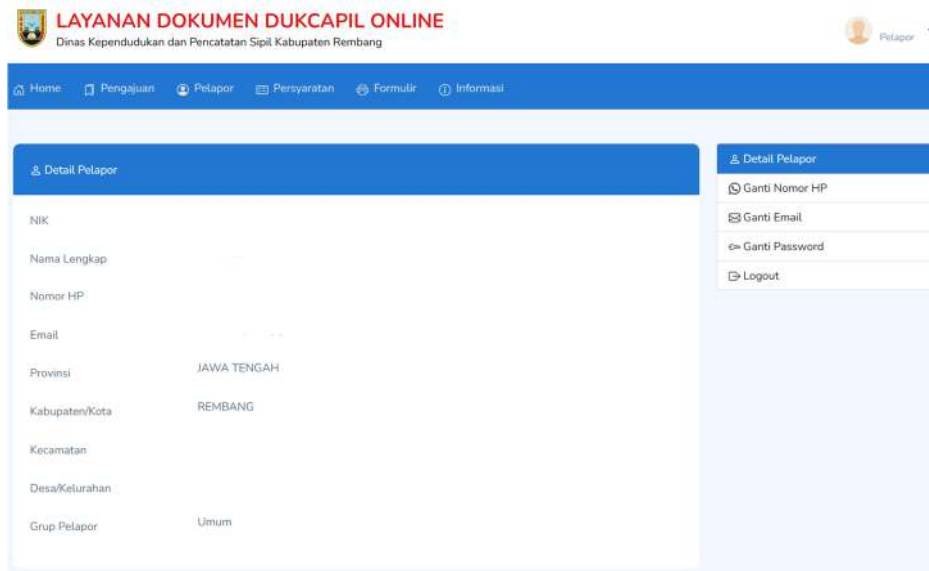 LAYANAN DOKUMEN DUKCAPIL ONLINE
Dinas Kependudukan dan Pencatatan Sipil Kabupaten Rembang
Pelapor
Home Pengajuan Pelapor Persyaratan Formulir Informasi
Detail Pelapor
NIK
Nama Lengkap
Nomor HP
Email
Provinsi JAWA TENGAH
Kabupaten/Kota REMBANG
Kecamatan
Desa/Kelurahan
Grup Pelapor Umum
Detail Pelapor
Ganti Nomor HP
Ganti Email
Ganti Password
Logout